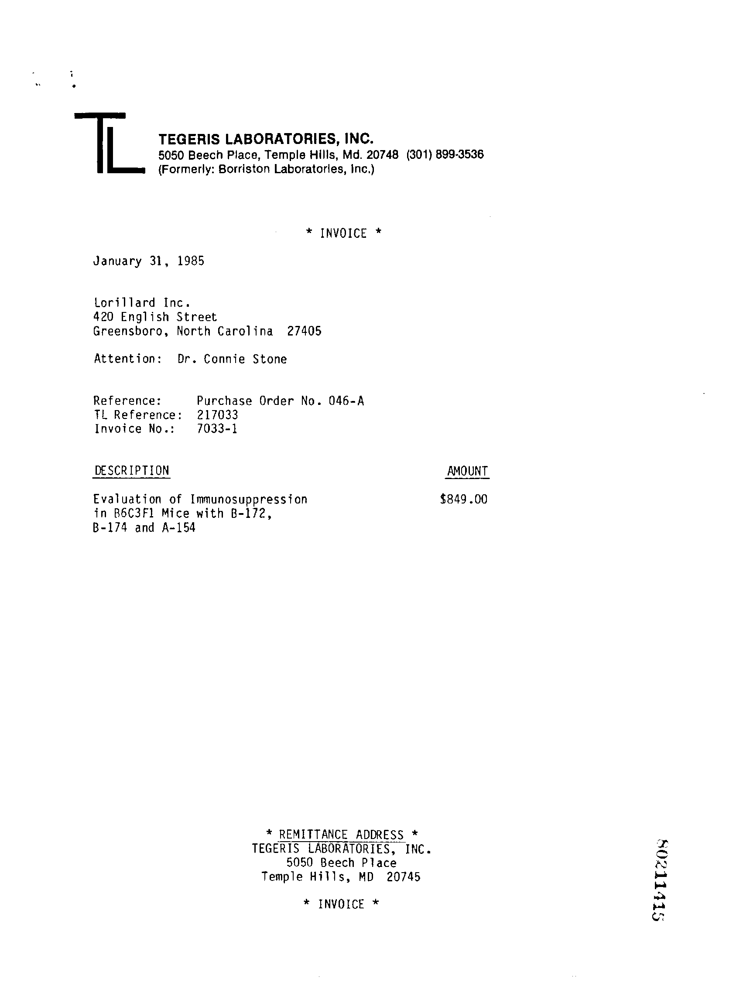 TL
TEGERIS LABORATORIES, INC.
5050 Beech Place, Temple Hills, Md. 20748 (301) 899-3536
(Formerly: Borriston Laboratories, Inc.)
* INVOICE *
January 31, 1985
Lorillard Inc.
420 English Street
Greensboro, North Carolina 27405
Attention: Dr. Connie Stone
Reference: Purchase Order No. 046-A
TL Reference: 217033
Invoice No.: 7033-1
DESCRIPTION AMOUNT
Evaluation of Immunosuppression $849.00
in B6C3F1 Mice with B-172,
B-174 and A-154
* REMITTANCE ADDRESS *
TEGERIS LABORATORIES, INC.
5050 Beech Place
Temple Hills, MD 20745
* INVOICE *
80211415